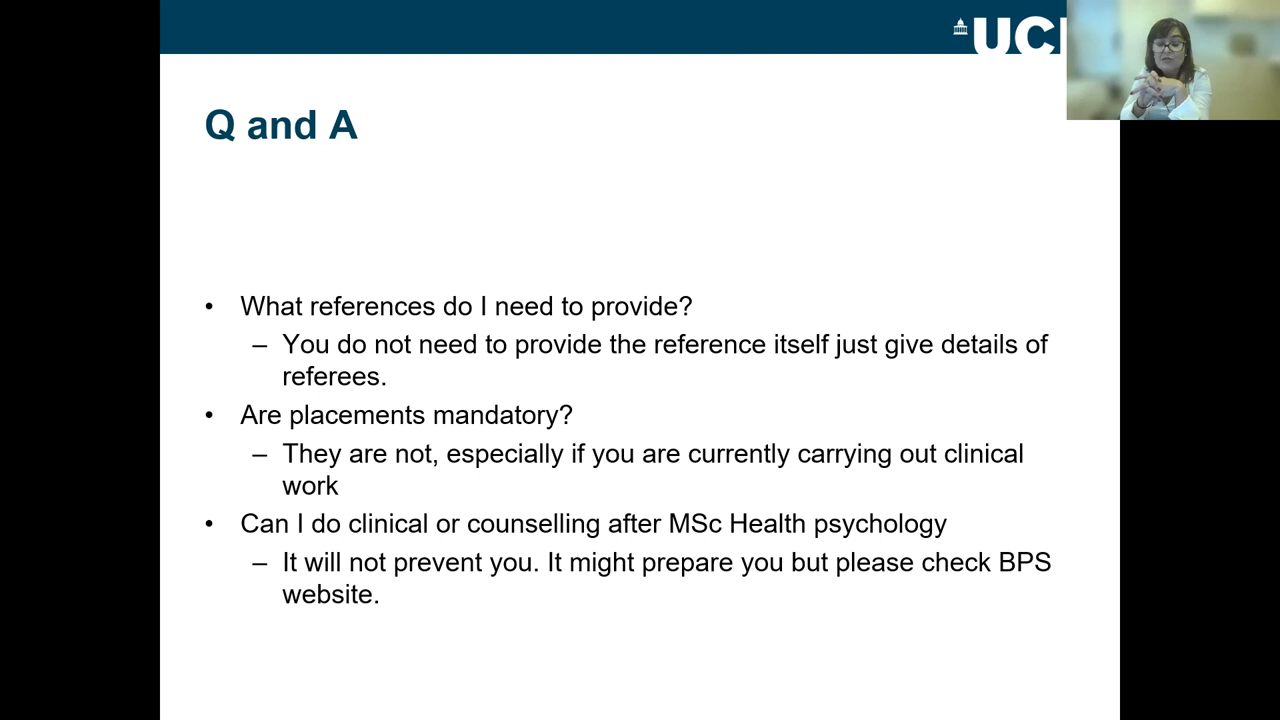 UCL
Q and A
• What references do I need to provide?
– You do not need to provide the reference itself just give details of
referees.
• Are placements mandatory?
– They are not, especially if you are currently carrying out clinical
work
• Can I do clinical or counselling after MSc Health psychology
– It will not prevent you. It might prepare you but please check BPS
website.